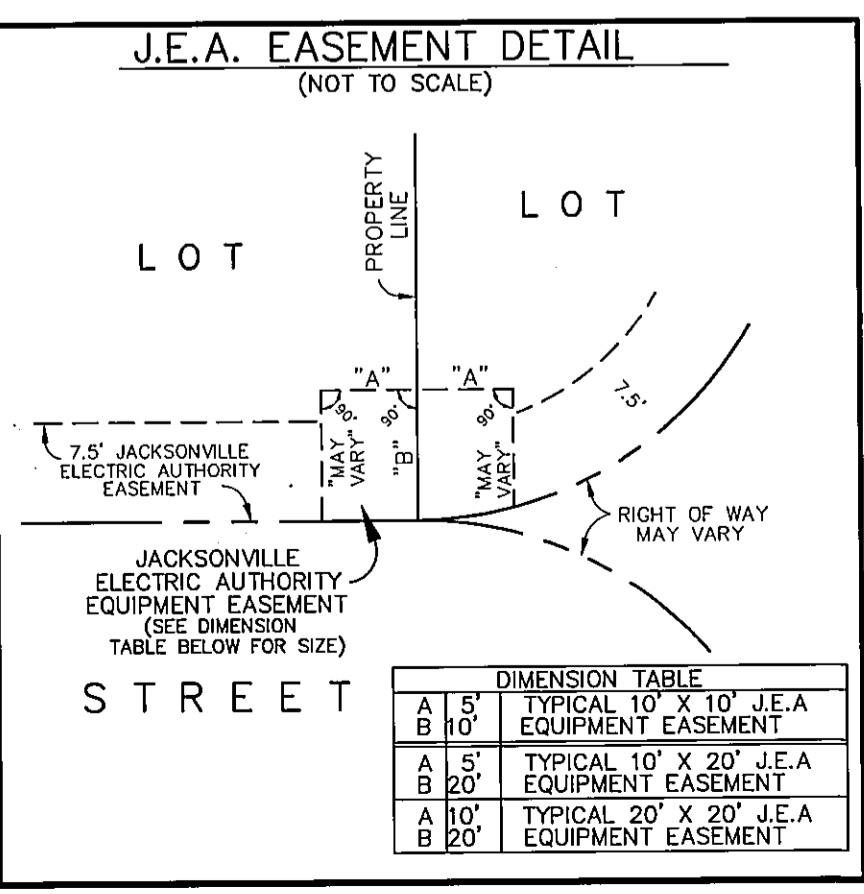 J.E.A. EASEMENT DETAIL
(NOT TO SCALE)
PROPERTY
LINE
L O T
L O T
"A"
"A"
90°
90°
90°
7.5'
"MAY
VARY"
"B"
"MAY
VARY"
7.5' JACKSONVILLE
ELECTRIC AUTHORITY
EASEMENT
RIGHT OF WAY
MAY VARY
JACKSONVILLE
ELECTRIC AUTHORITY
EQUIPMENT EASEMENT
(SEE DIMENSION
TABLE BELOW FOR SIZE)
S T R E E T
DIMENSION TABLE
A 5' TYPICAL 10' X 10' J.E.A
B 10' EQUIPMENT EASEMENT
A 5' TYPICAL 10' X 20' J.E.A
B 20' EQUIPMENT EASEMENT
A 10' TYPICAL 20' X 20' J.E.A
B 20' EQUIPMENT EASEMENT